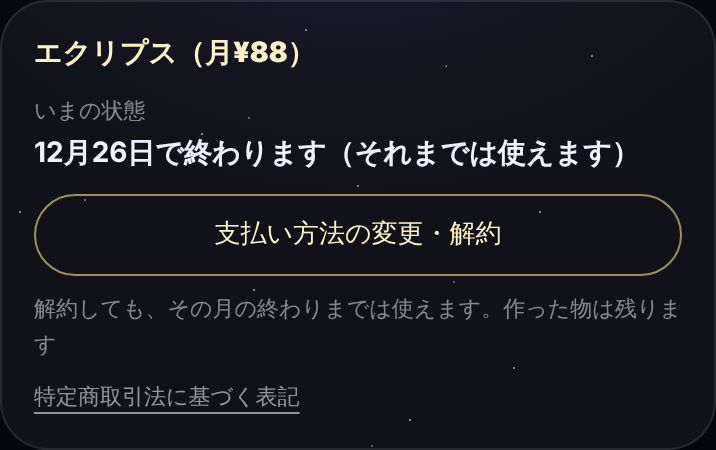 エクリプス（月¥88）
いまの状態
12月26日で終わります（それまでは使えます）
支払い方法の変更・解約
解約しても、その月の終わりまでは使えます。作った物は残りま
す
特定商取引法に基づく表記